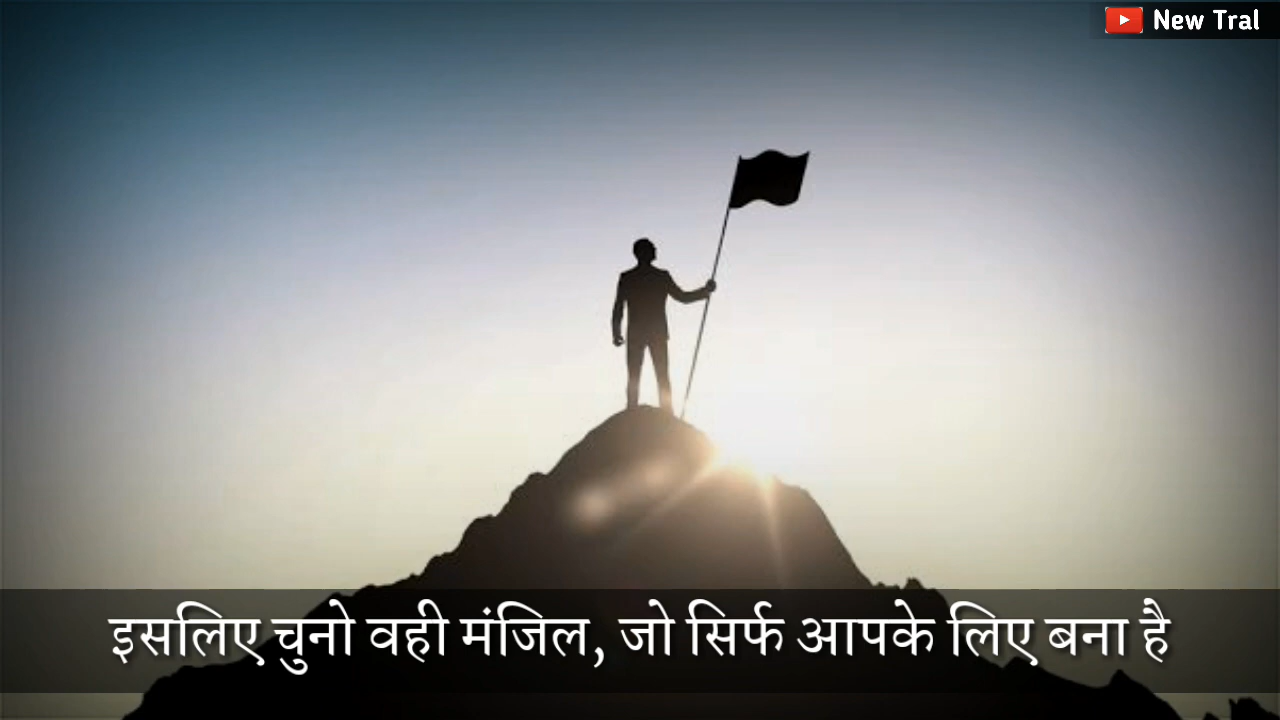 New Tral
इसलिए चुनो वही मंजिल, जो सिर्फ आपके लिए बना है